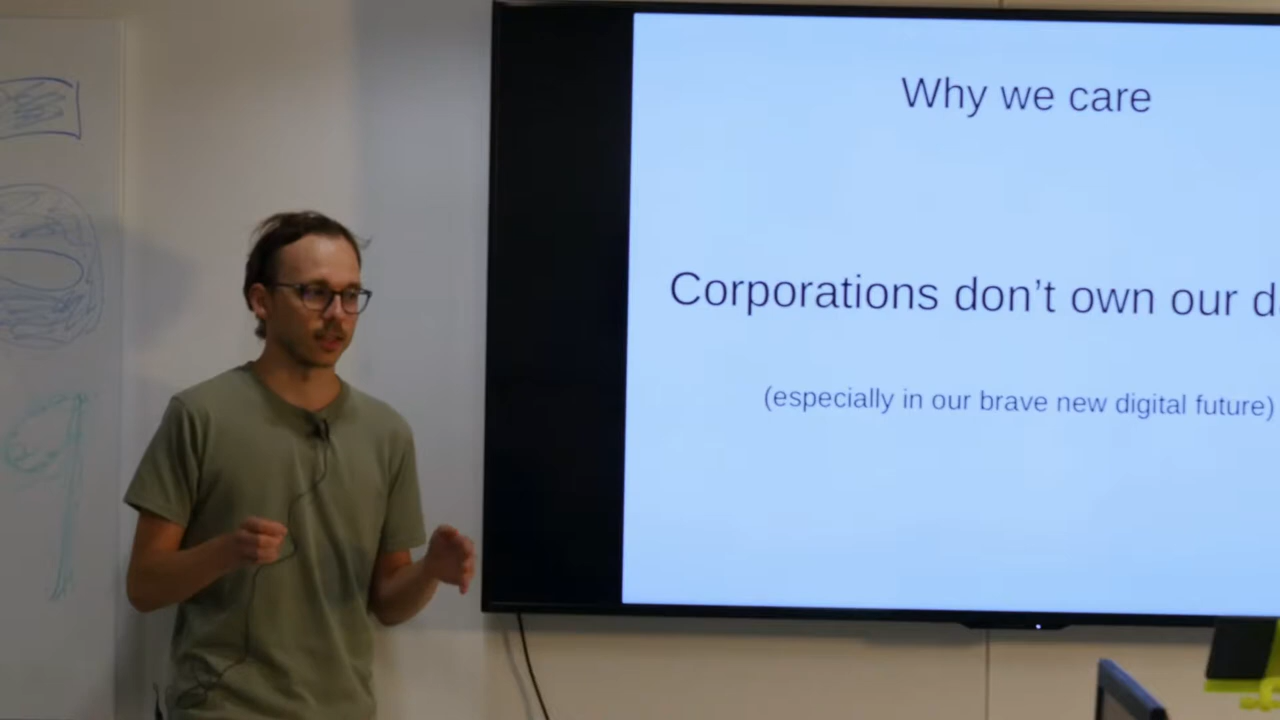 Why we care
Corporations don't own our d
(especially in our brave new digital future)